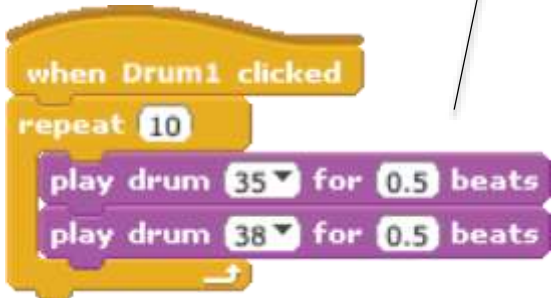 when Drum1 clicked
repeat 10
play drum 35 for 0.5 beats
play drum 38 for 0.5 beats